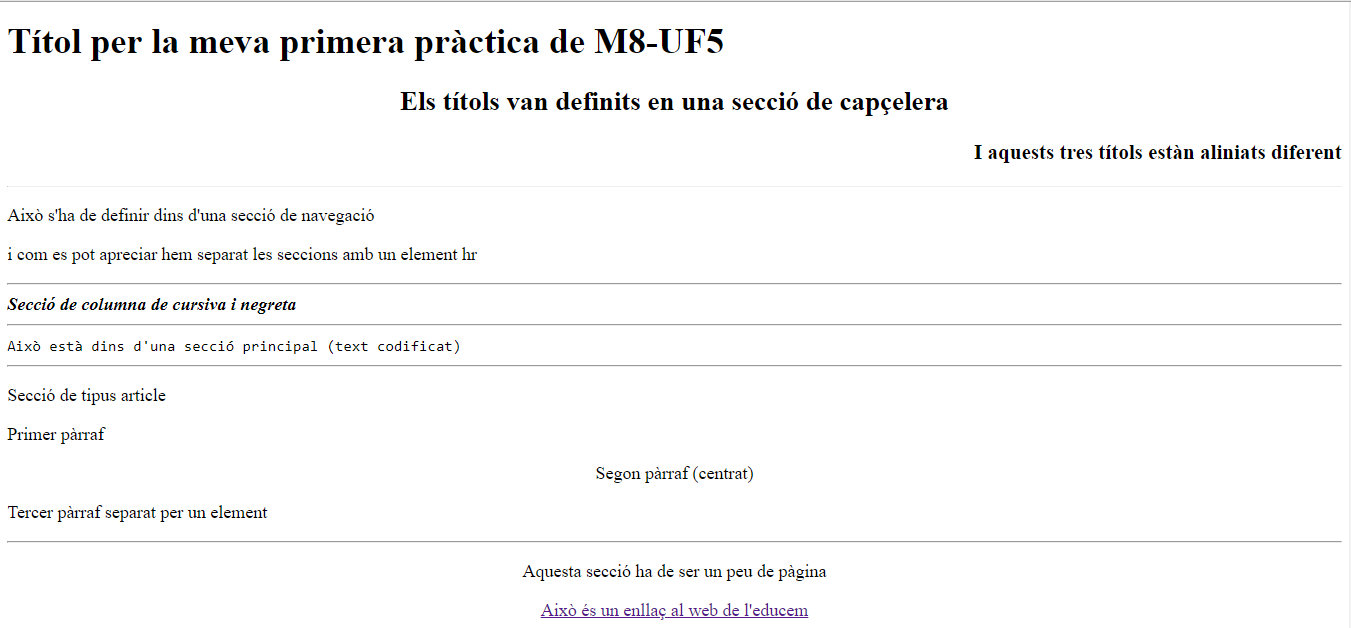 Títol per la meva primera pràctica de M8-UF5
Els títols van definits en una secció de capçelera
I aquests tres títols estàn aliniats diferent
Això s'ha de definir dins d'una secció de navegació
i com es pot apreciar hem separat les seccions amb un element hr
Secció de columna de cursiva i negreta
Això està dins d'una secció principal (text codificat)
Secció de tipus article
Primer pàrraf
Segon pàrraf (centrat)
Tercer pàrraf separat per un element
Aquesta secció ha de ser un peu de pàgina
Això és un enllaç al web de l'educem